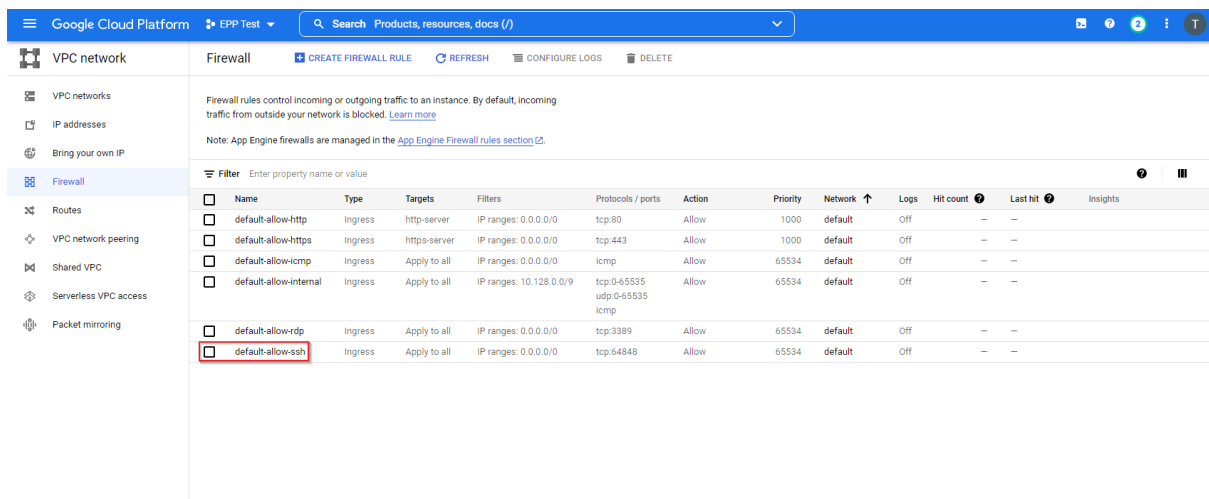 Google Cloud Platform EPP Test Search Products, resources, docs (/) 2 T
VPC network
Firewall CREATE FIREWALL RULE REFRESH CONFIGURE LOGS DELETE
VPC networks
IP addresses
Bring your own IP
Firewall
Routes
VPC network peering
Shared VPC
Serverless VPC access
Packet mirroring
Firewall rules control incoming or outgoing traffic to an instance. By default, incoming
traffic from outside your network is blocked. Learn more
Note: App Engine firewalls are managed in the App Engine Firewall rules section.
Filter Enter property name or value
Name Type Targets Filters Protocols / ports Action Priority Network Logs Hit count Last hit Insights
default-allow-http Ingress http-server IP ranges: 0.0.0.0/0 tcp:80 Allow 1000 default Off — —
default-allow-https Ingress https-server IP ranges: 0.0.0.0/0 tcp:443 Allow 1000 default Off — —
default-allow-icmp Ingress Apply to all IP ranges: 0.0.0.0/0 icmp Allow 65534 default Off — —
default-allow-internal Ingress Apply to all IP ranges: 10.128.0.0/9 tcp:0-65535 Allow 65534 default Off — —
udp:0-65535
icmp
default-allow-rdp Ingress Apply to all IP ranges: 0.0.0.0/0 tcp:3389 Allow 65534 default Off — —
default-allow-ssh Ingress Apply to all IP ranges: 0.0.0.0/0 tcp:64848 Allow 65534 default Off — —